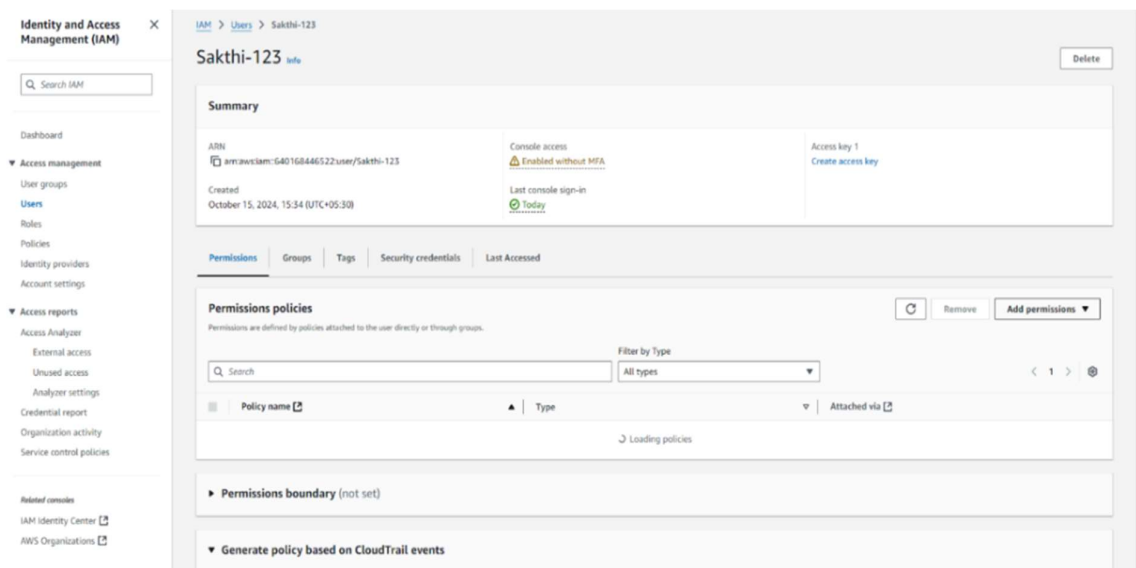 Identity and Access
Management (IAM)
Search IAM
Dashboard
Access management
User groups
Users
Roles
Policies
Identity providers
Account settings
Access reports
Access Analyzer
External access
Unused access
Analyzer settings
Credential report
Organization activity
Service control policies
Related consoles
IAM Identity Center
AWS Organizations
IAM > Users > Sakthi-123
Sakthi-123 Info
Delete
Summary
ARN
arn:aws:iam::640168446522:user/Sakthi-123
Console access
Enabled without MFA
Access key 1
Create access key
Created
October 15, 2024, 15:34 (UTC+05:30)
Last console sign-in
Today
Permissions Groups Tags Security credentials Last Accessed
Permissions policies
Remove Add permissions
Permissions are defined by policies attached to the user directly or through groups.
Filter by Type
Search
All types
1
Policy name Type Attached via
Loading policies
Permissions boundary (not set)
Generate policy based on CloudTrail events